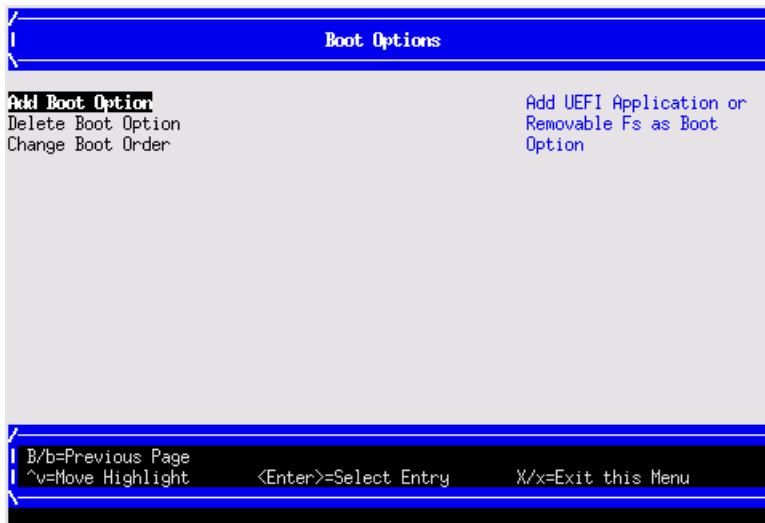 Boot Options
Add Boot Option
Delete Boot Option
Change Boot Order
Add UEFI Application or
Removable Fs as Boot
Option
B/b=Previous Page
^v=Move Highlight <Enter>=Select Entry X/x=Exit this Menu